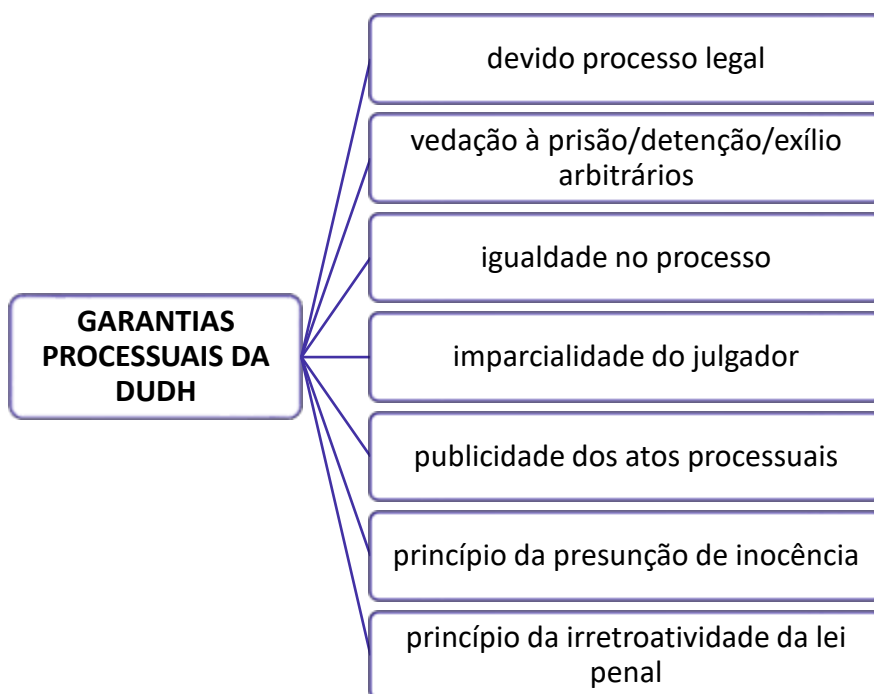 devido processo legal
vedação à prisão/detenção/exílio
arbitrários
igualdade no processo
GARANTIAS
PROCESSUAIS DA
DUDH
imparcialidade do julgador
publicidade dos atos processuais
princípio da presunção de inocência
princípio da irretroatividade da lei
penal